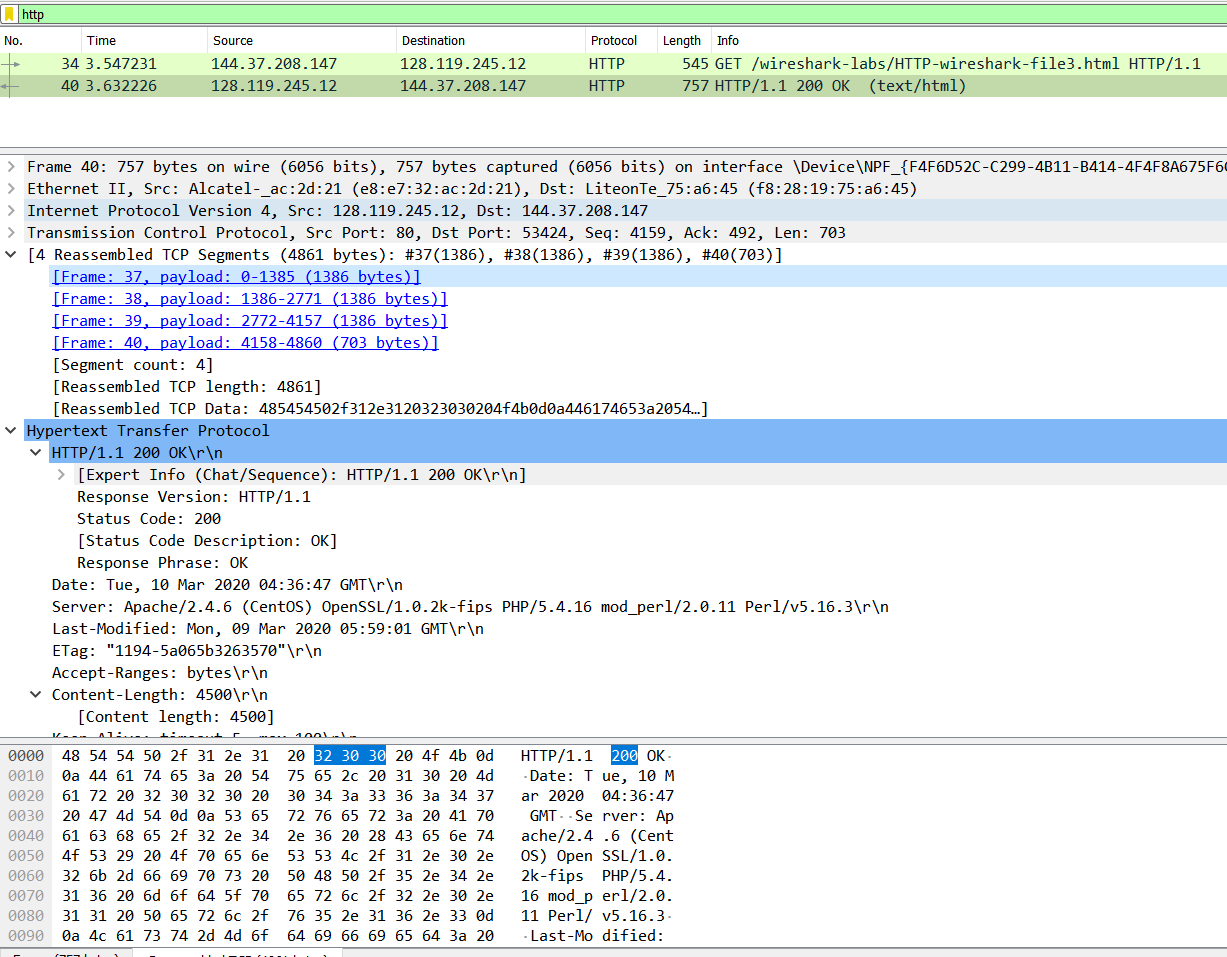 http
No. Time Source Destination Protocol Length Info
34 3.547231 144.37.208.147 128.119.245.12 HTTP 545 GET /wireshark-labs/HTTP-wireshark-file3.html HTTP/1.1
40 3.632226 128.119.245.12 144.37.208.147 HTTP 757 HTTP/1.1 200 OK (text/html)
Frame 40: 757 bytes on wire (6056 bits), 757 bytes captured (6056 bits) on interface \Device\NPF_{F4F6D52C-C299-4B11-B414-4F4F8A675F6
Ethernet II, Src: Alcatel-_ac:2d:21 (e8:e7:32:ac:2d:21), Dst: LiteonTe_75:a6:45 (f8:28:19:75:a6:45)
Internet Protocol Version 4, Src: 128.119.245.12, Dst: 144.37.208.147
Transmission Control Protocol, Src Port: 80, Dst Port: 53424, Seq: 4159, Ack: 492, Len: 703
[4 Reassembled TCP Segments (4861 bytes): #37(1386), #38(1386), #39(1386), #40(703)]
[Frame: 37, payload: 0-1385 (1386 bytes)]
[Frame: 38, payload: 1386-2771 (1386 bytes)]
[Frame: 39, payload: 2772-4157 (1386 bytes)]
[Frame: 40, payload: 4158-4860 (703 bytes)]
[Segment count: 4]
[Reassembled TCP length: 4861]
[Reassembled TCP Data: 485454502f312e3120323030204f4b0d0a446174653a2054…]
Hypertext Transfer Protocol
HTTP/1.1 200 OK\r\n
[Expert Info (Chat/Sequence): HTTP/1.1 200 OK\r\n]
Response Version: HTTP/1.1
Status Code: 200
[Status Code Description: OK]
Response Phrase: OK
Date: Tue, 10 Mar 2020 04:36:47 GMT\r\n
Server: Apache/2.4.6 (CentOS) OpenSSL/1.0.2k-fips PHP/5.4.16 mod_perl/2.0.11 Perl/v5.16.3\r\n
Last-Modified: Mon, 09 Mar 2020 05:59:01 GMT\r\n
ETag: "1194-5a065b3263570"\r\n
Accept-Ranges: bytes\r\n
Content-Length: 4500\r\n
[Content length: 4500]
0000 48 54 54 50 2f 31 2e 31 20 32 30 30 20 4f 4b 0d HTTP/1.1 200 OK·
0010 0a 44 61 74 65 3a 20 54 75 65 2c 20 31 30 20 4d ·Date: T ue, 10 M
0020 61 72 20 32 30 32 30 20 30 34 3a 33 36 3a 34 37 ar 2020 04:36:47
0030 20 47 4d 54 0d 0a 53 65 72 76 65 72 3a 20 41 70 GMT··Se rver: Ap
0040 61 63 68 65 2f 32 2e 34 2e 36 20 28 43 65 6e 74 ache/2.4 .6 (Cent
0050 4f 53 29 20 4f 70 65 6e 53 53 4c 2f 31 2e 30 2e OS) Open SSL/1.0.
0060 32 6b 2d 66 69 70 73 20 50 48 50 2f 35 2e 34 2e 2k-fips PHP/5.4.
0070 31 36 20 6d 6f 64 5f 70 65 72 6c 2f 32 2e 30 2e 16 mod_p erl/2.0.
0080 31 31 20 50 65 72 6c 2f 76 35 2e 31 36 2e 33 0d 11 Perl/ v5.16.3·
0090 0a 4c 61 73 74 2d 4d 6f 64 69 66 69 65 64 3a 20 ·Last-Mo dified: